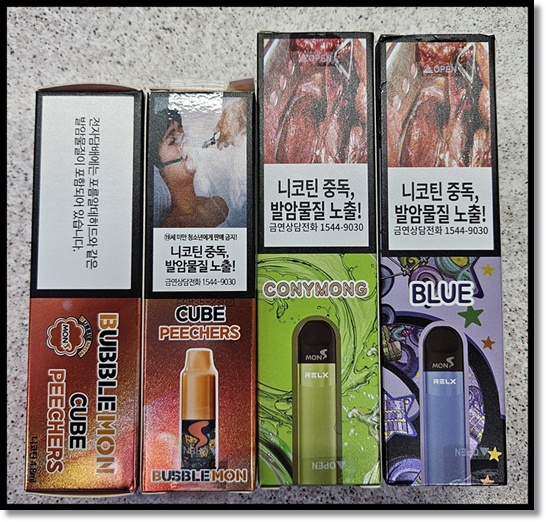 전자담배에는 포름알데히드와 같은
발암물질이 포함되어 있습니다.
MON
BUBBLEMON
CUBE
PEECHERS
19세 미만 청소년에게 판매 금지!
니코틴 중독,
발암물질 노출!
금연상담전화 1544-9030
CUBE
PEECHERS
BUBBLEMON
OPEN
니코틴 중독,
발암물질 노출!
금연상담전화 1544-9030
CONYMONG
MON
RELX
OPEN
OPEN
니코틴 중독,
발암물질 노출!
금연상담전화 1544-9030
BLUE
MON
RELX
OPEN